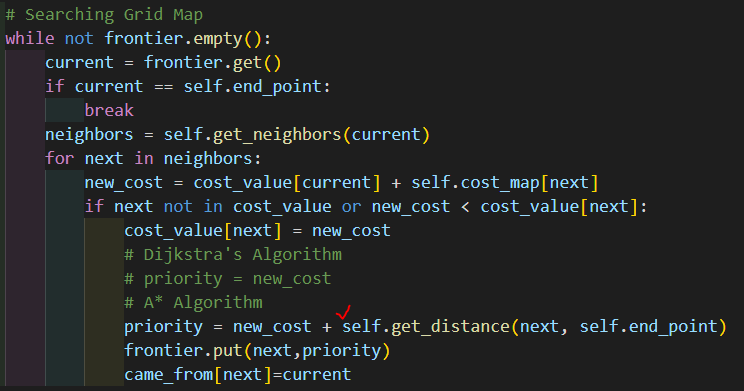 # Searching Grid Map
while not frontier.empty():
    current = frontier.get()
    if current == self.end_point:
        break
    neighbors = self.get_neighbors(current)
    for next in neighbors:
        new_cost = cost_value[current] + self.cost_map[next]
        if next not in cost_value or new_cost < cost_value[next]:
            cost_value[next] = new_cost
            # Dijkstra's Algorithm
            # priority = new_cost
            # A* Algorithm
            priority = new_cost + self.get_distance(next, self.end_point)
            frontier.put(next,priority)
            came_from[next]=current